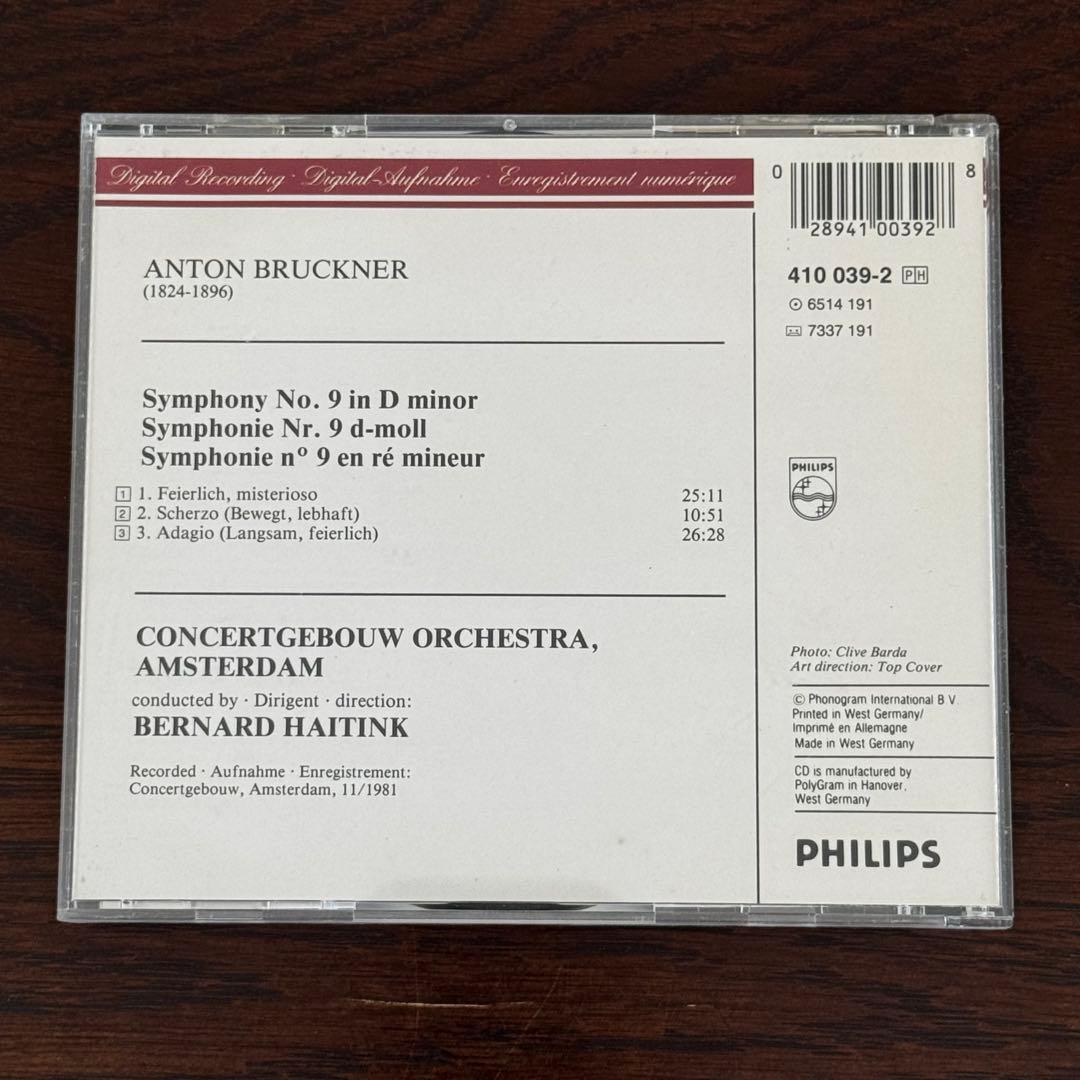 Digital Recording · Digital-Aufnahme · Enregistrement numérique
ANTON BRUCKNER
(1824-1896)
Symphony No. 9 in D minor
Symphonie Nr. 9 d-moll
Symphonie nº 9 en ré mineur
1 1. Feierlich, misterioso 25:11
2 2. Scherzo (Bewegt, lebhaft) 10:51
3 3. Adagio (Langsam, feierlich) 26:28
CONCERTGEBOUW ORCHESTRA,
AMSTERDAM
conducted by · Dirigent · direction:
BERNARD HAITINK
Recorded · Aufnahme · Enregistrement:
Concertgebouw, Amsterdam, 11/1981
0 28941 00392 8
410 039-2 PH
6514 191
7337 191
PHILIPS
Photo: Clive Barda
Art direction: Top Cover
© Phonogram International B V
Printed in West Germany/
Imprimé en Allemagne
Made in West Germany
CD is manufactured by
PolyGram in Hanover,
West Germany
PHILIPS